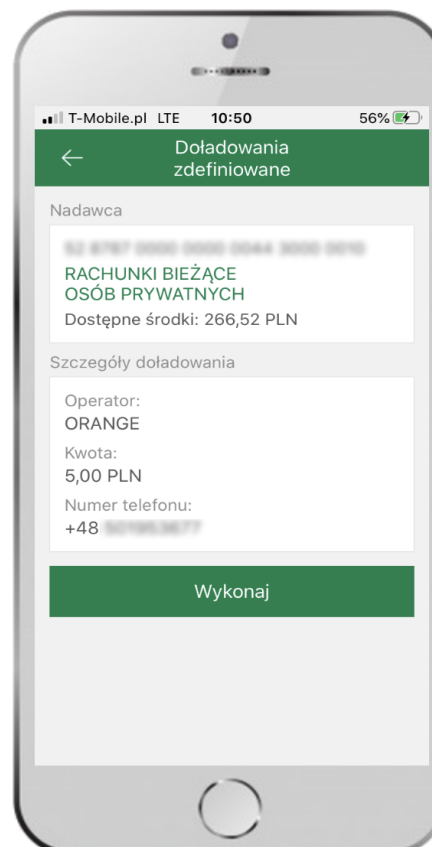 T-Mobile.pl LTE 10:50 56%
Doładowania
zdefiniowane
Nadawca
RACHUNKI BIEŻĄCE
OSÓB PRYWATNYCH
Dostępne środki: 266,52 PLN
Szczegóły doładowania
Operator:
ORANGE
Kwota:
5,00 PLN
Numer telefonu:
+48
Wykonaj